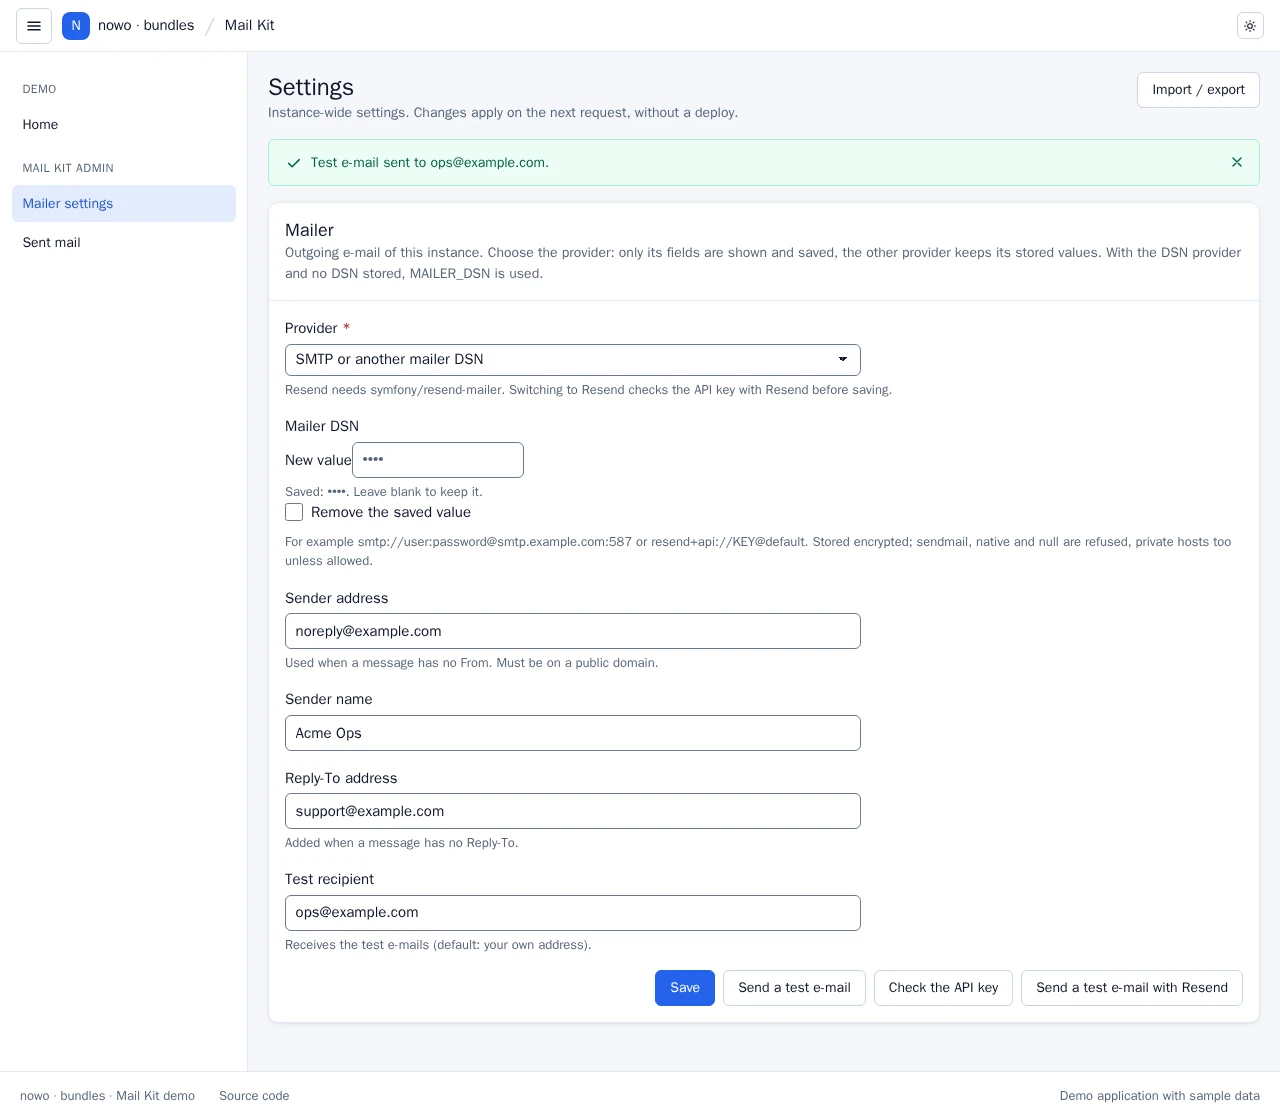 N nowo · bundles / Mail Kit
DEMO
Home
MAIL KIT ADMIN
Mailer settings
Sent mail
Settings
Instance-wide settings. Changes apply on the next request, without a deploy.
Import / export
Test e-mail sent to ops@example.com.
Mailer
Outgoing e-mail of this instance. Choose the provider: only its fields are shown and saved, the other provider keeps its stored values. With the DSN provider
and no DSN stored, MAILER_DSN is used.
Provider *
SMTP or another mailer DSN
Resend needs symfony/resend-mailer. Switching to Resend checks the API key with Resend before saving.
Mailer DSN
New value ••••
Saved: ••••. Leave blank to keep it.
Remove the saved value
For example smtp://user:password@smtp.example.com:587 or resend+api://KEY@default. Stored encrypted; sendmail, native and null are refused, private hosts too
unless allowed.
Sender address
noreply@example.com
Used when a message has no From. Must be on a public domain.
Sender name
Acme Ops
Reply-To address
support@example.com
Added when a message has no Reply-To.
Test recipient
ops@example.com
Receives the test e-mails (default: your own address).
Save
Send a test e-mail
Check the API key
Send a test e-mail with Resend
nowo · bundles · Mail Kit demo
Source code
Demo application with sample data